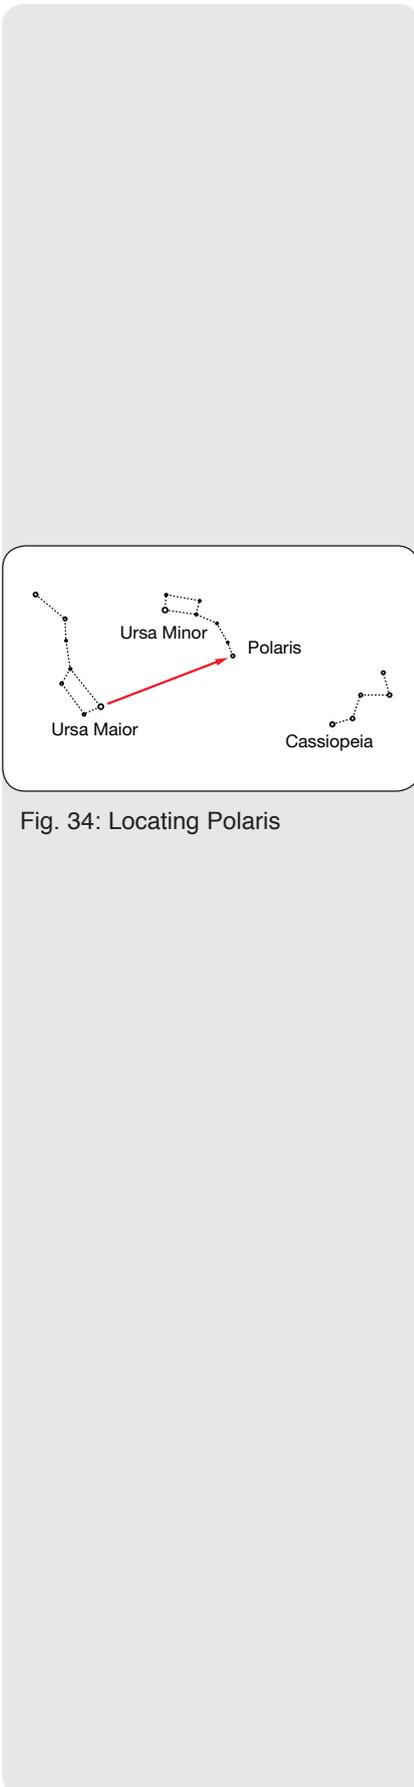 Ursa Minor
Polaris
Ursa Maior
Cassiopeia
Fig. 34: Locating Polaris